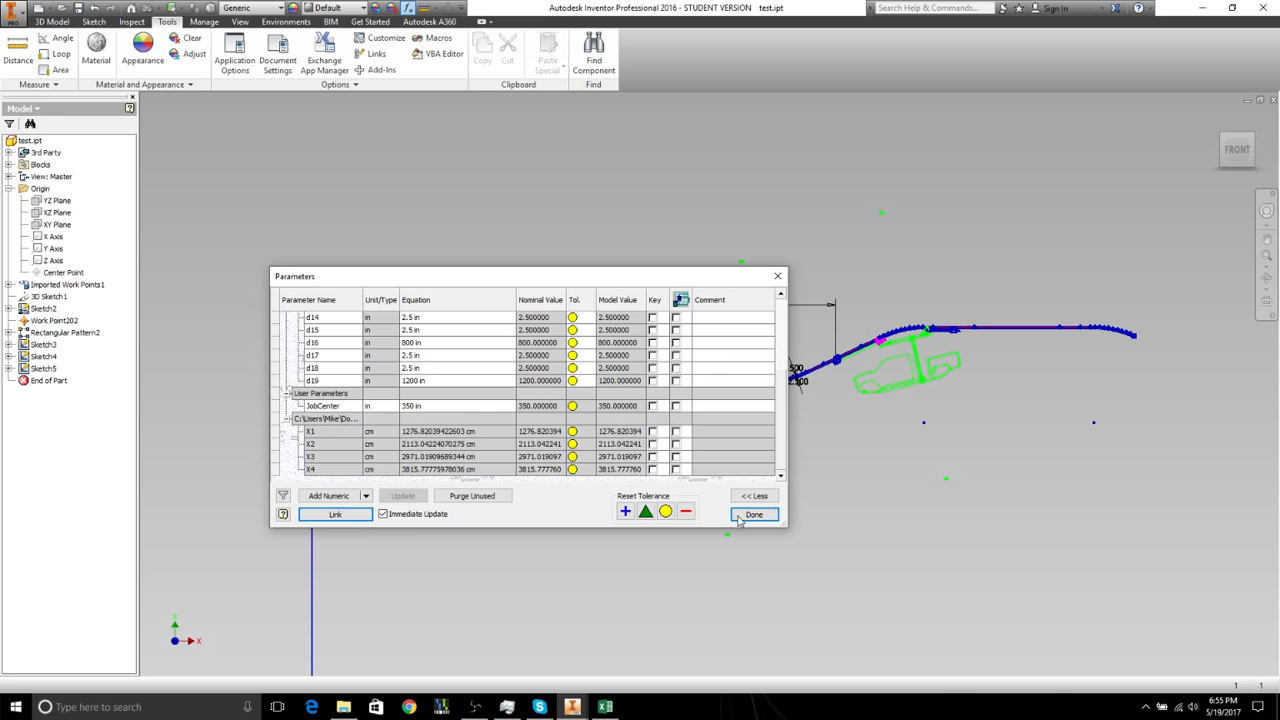 Generic
Default
Autodesk Inventor Professional 2016 - STUDENT VERSION test.ipt
Search Help & Commands...
Sign In
PRO
3D Model Sketch Inspect Tools Manage View Environments BIM Get Started Autodesk A360
Distance
Angle
Loop
Area
Material
Appearance
Clear
Adjust
Application Options
Document Settings
Exchange App Manager
Customize
Links
Add-Ins
Macros
VBA Editor
Copy
Cut
Paste Special
Find Component
Measure
Material and Appearance
Options
Clipboard
Find
Model
test.ipt
3rd Party
Blocks
View: Master
Origin
YZ Plane
XZ Plane
XY Plane
X Axis
Y Axis
Z Axis
Center Point
Imported Work Points1
3D Sketch1
Sketch2
Work Point202
Rectangular Pattern2
Sketch3
Sketch4
Sketch5
End of Part
FRONT
Parameters
Parameter Name Unit/Type Equation Nominal Value Tol. Model Value Key Comment
d14 in 2.5 in 2.500000 2.500000
d15 in 2.5 in 2.500000 2.500000
d16 in 800 in 800.000000 800.000000
d17 in 2.5 in 2.500000 2.500000
d18 in 2.5 in 2.500000 2.500000
d19 in 1200 in 1200.000000 1200.000000
User Parameters
JobCenter in 350 in 350.000000 350.000000
C:\Users\Mike\Do...
X1 cm 1276.82039422603 cm 1276.820394 1276.820394
X2 cm 2113.04224070275 cm 2113.042241 2113.042241
X3 cm 2971.01909689344 cm 2971.019097 2971.019097
X4 cm 3815.77775978036 cm 3815.777760 3815.777760
Add Numeric
Update
Purge Unused
Reset Tolerance
<< Less
Link
Immediate Update
Done
Y
X
1 1
Type here to search
6:55 PM
5/19/2017